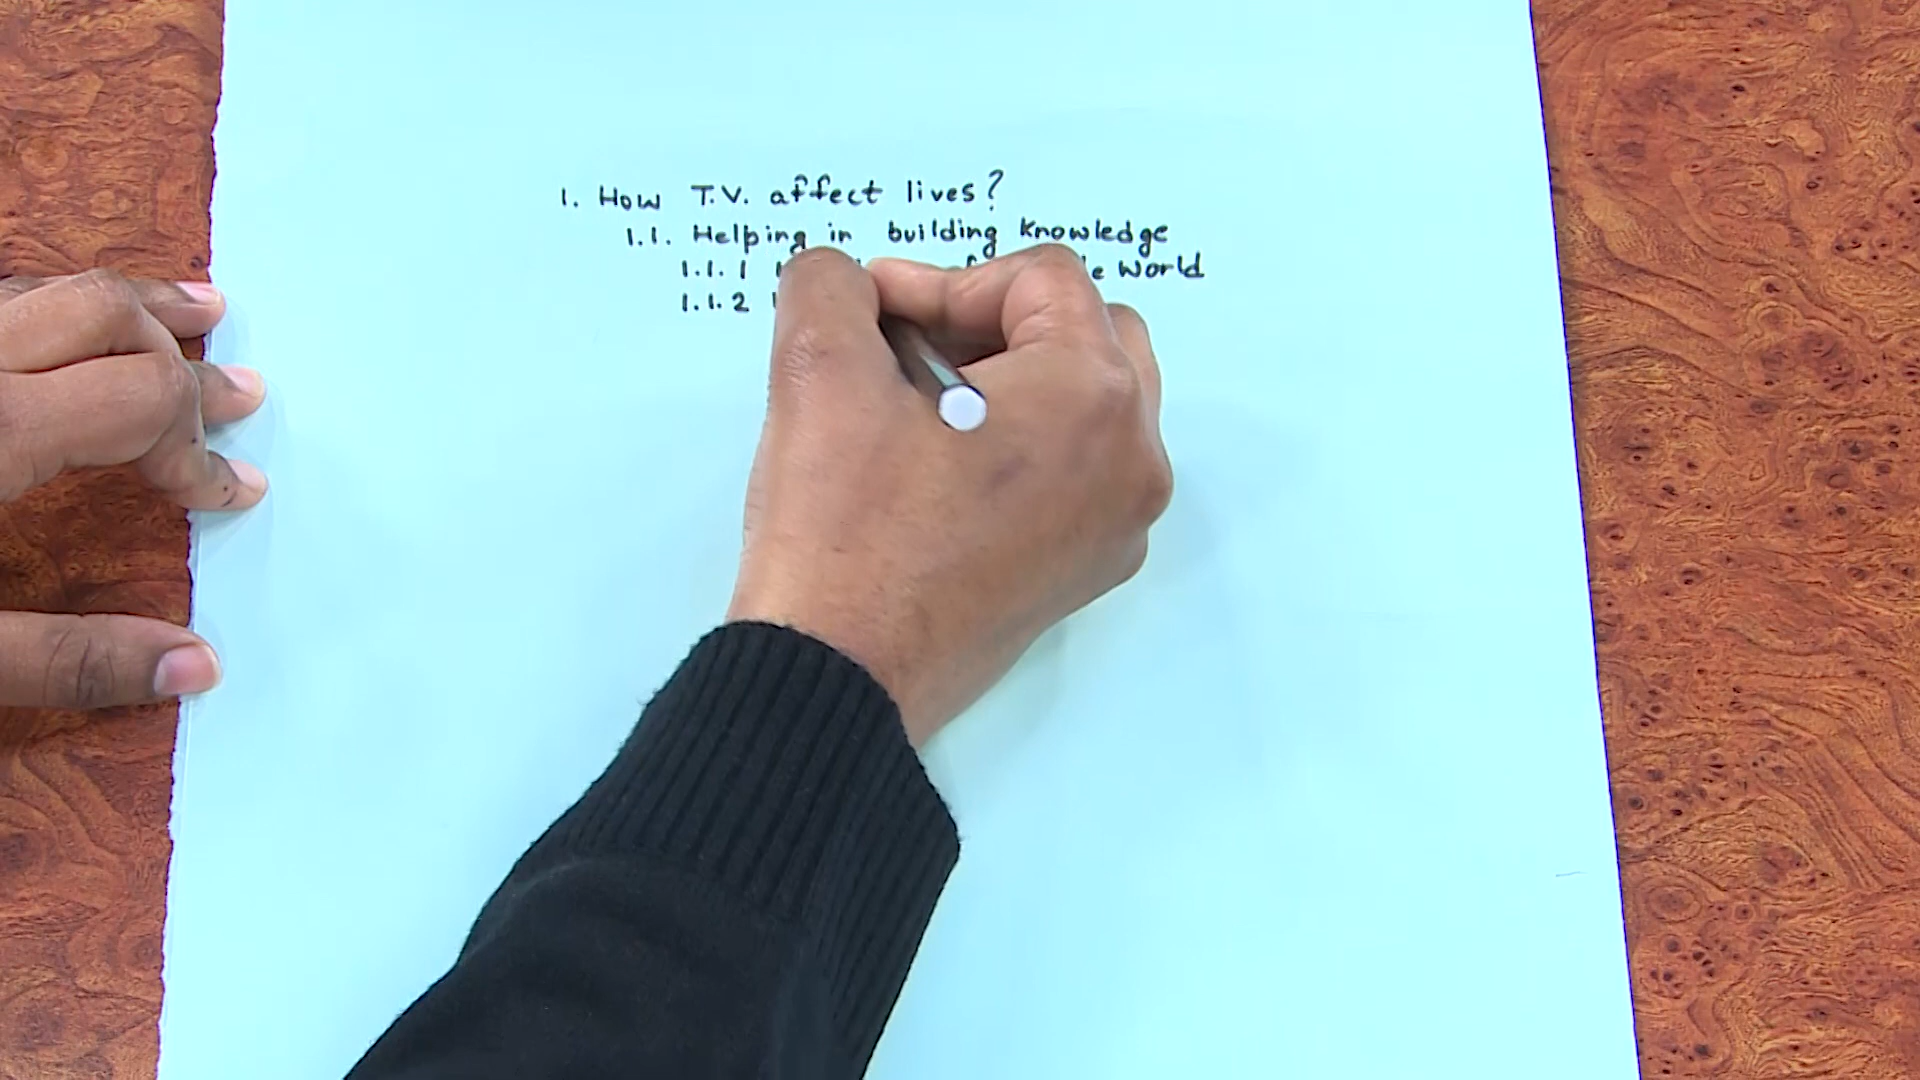 1. How T.V. affect lives?
1.1. Helping in building knowledge
1.1.1 World
1.1.2